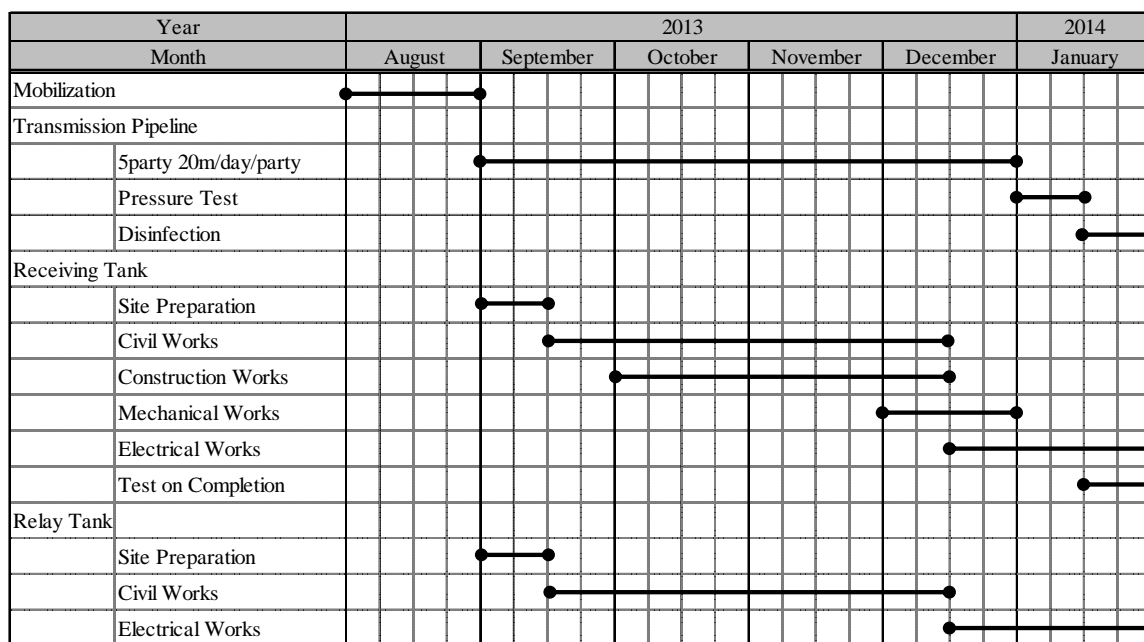 Year 2013 2014
Month August September October November December January
Mobilization
Transmission Pipeline
5party 20m/day/party
Pressure Test
Disinfection
Receiving Tank
Site Preparation
Civil Works
Construction Works
Mechanical Works
Electrical Works
Test on Completion
Relay Tank
Site Preparation
Civil Works
Electrical Works